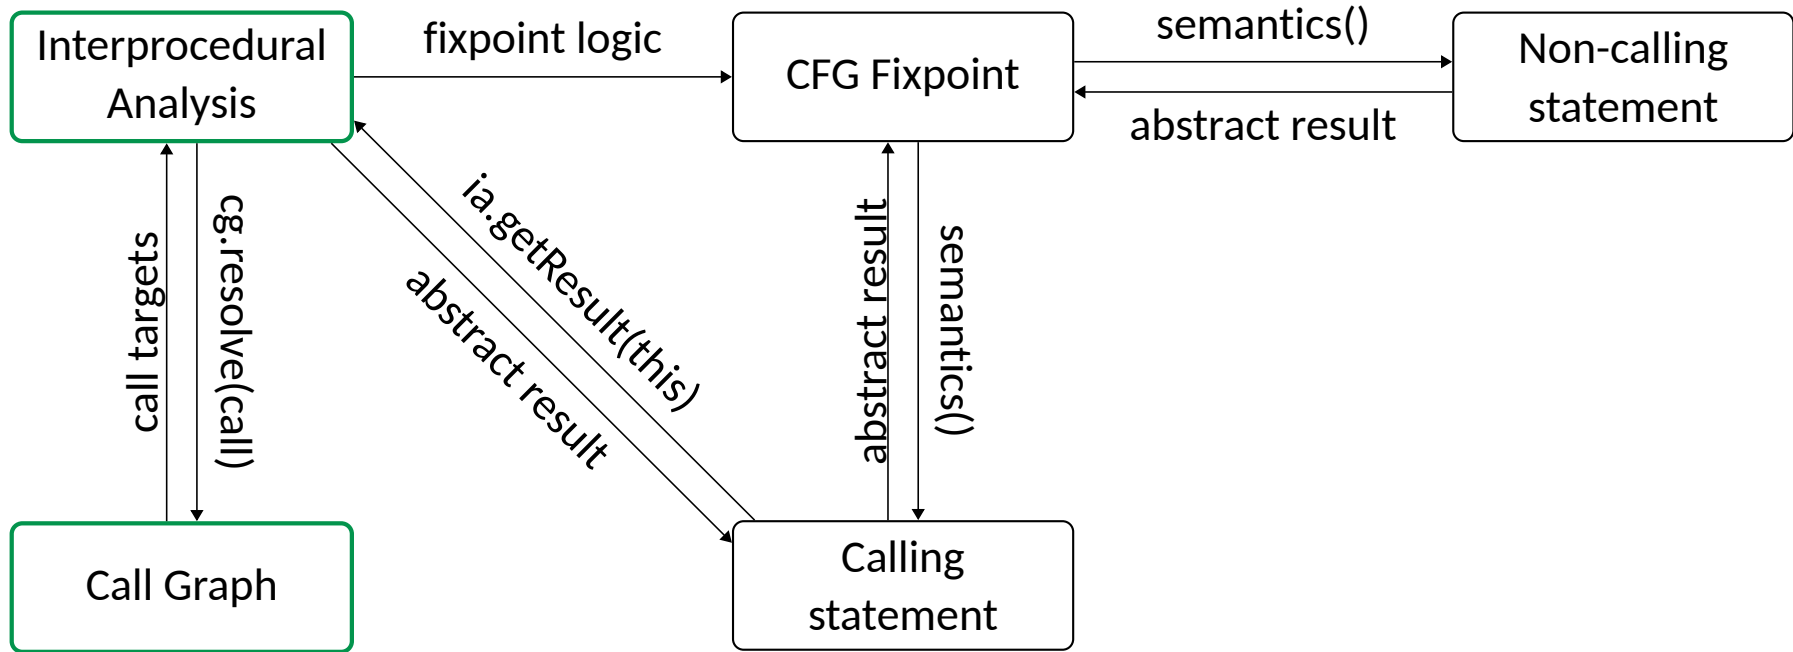 Interprocedural
Analysis
fixpoint logic
CFG Fixpoint
semantics()
abstract result
Non-calling
statement
call targets
cg.resolve(call)
ia.getResult(this)
abstract result
abstract result
semantics()
Call Graph
Calling
statement